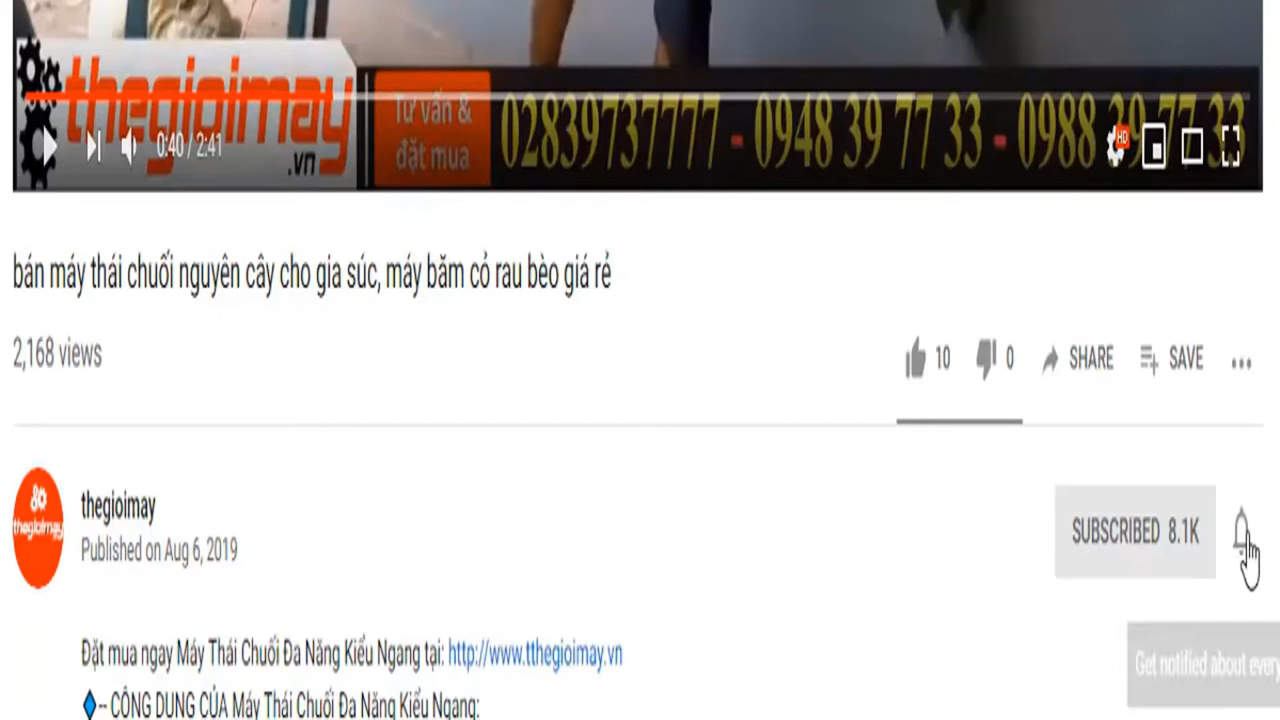 thegioimay
.vn
Tư vấn &
đặt mua
02839737777 - 0948 39 77 33 - 0988 39 77 33
HD
0:40 / 2:41
bán máy thái chuối nguyên cây cho gia súc, máy băm cỏ rau bèo giá rẻ
2,168 views
10 0 SHARE SAVE
thegioimay
thegioimay
Published on Aug 6, 2019
SUBSCRIBED 8.1K
Đặt mua ngay Máy Thái Chuối Đa Năng Kiểu Ngang tại: http://www.tthegioimay.vn
Get notified about every
-- CÔNG DỤNG CỦA Máy Thái Chuối Đa Năng Kiểu Ngang: